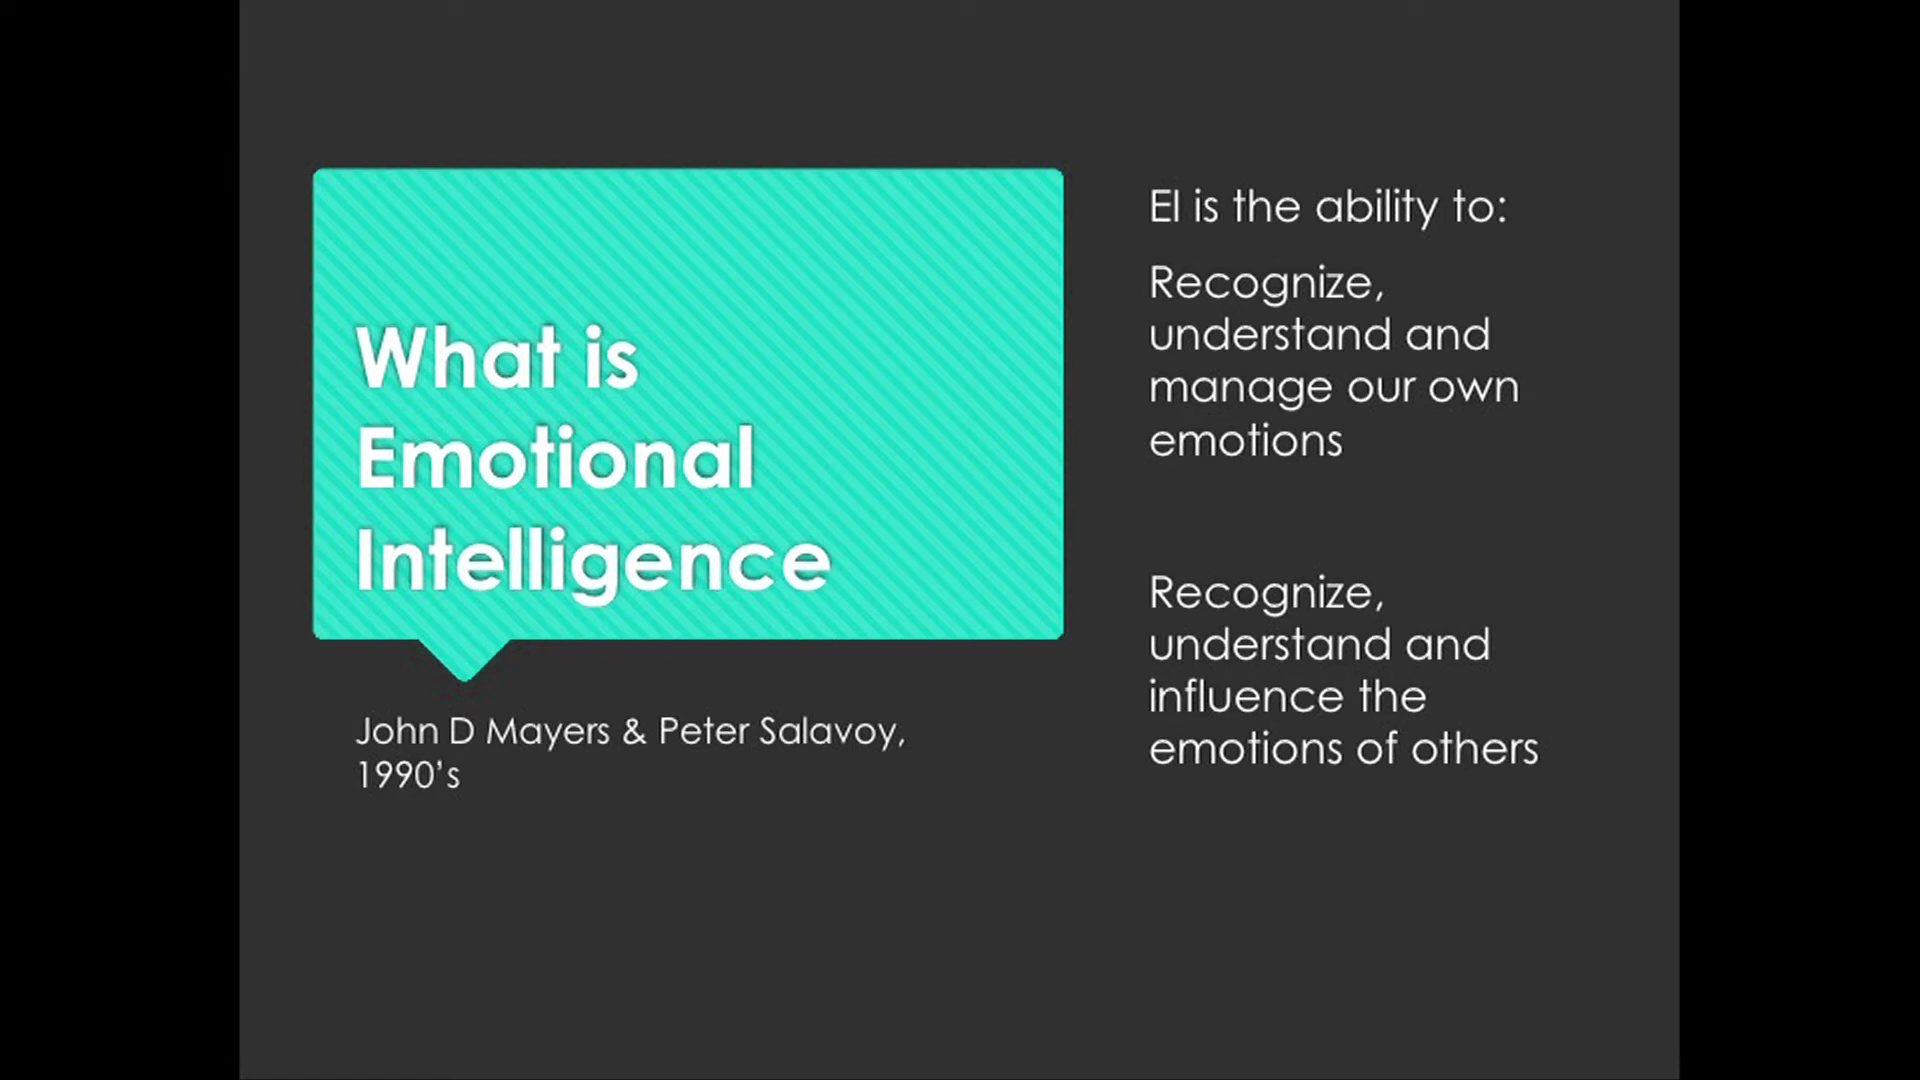 What is
Emotional
Intelligence
John D Mayers & Peter Salavoy,
1990’s
EI is the ability to:
Recognize,
understand and
manage our own
emotions
Recognize,
understand and
influence the
emotions of others